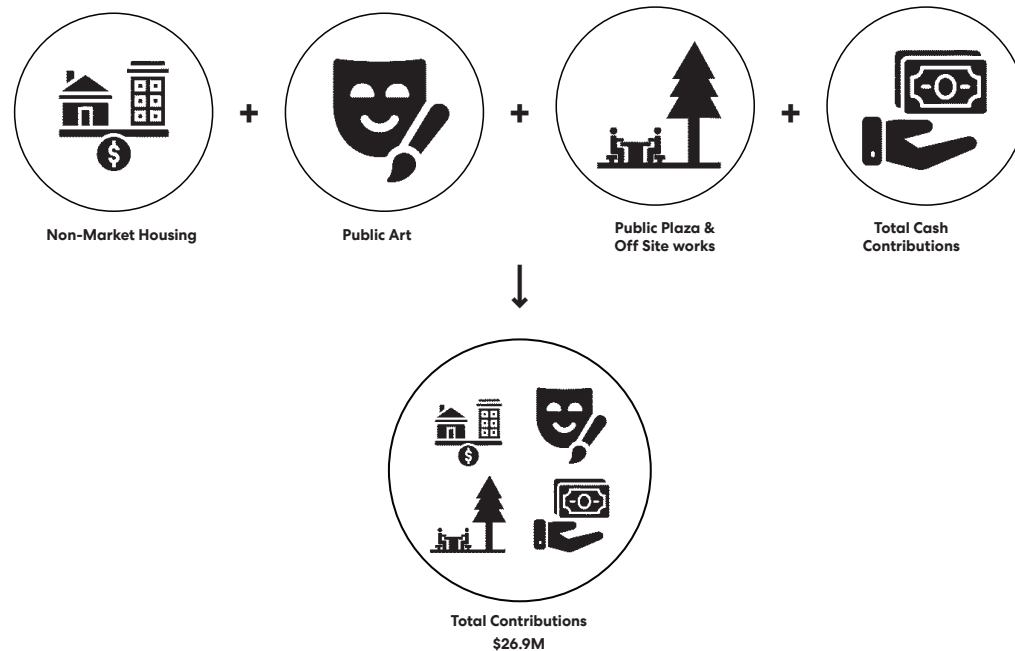 Non-Market Housing
Public Art
Public Plaza &
Off Site works
Total Cash
Contributions
Total Contributions
$26.9M